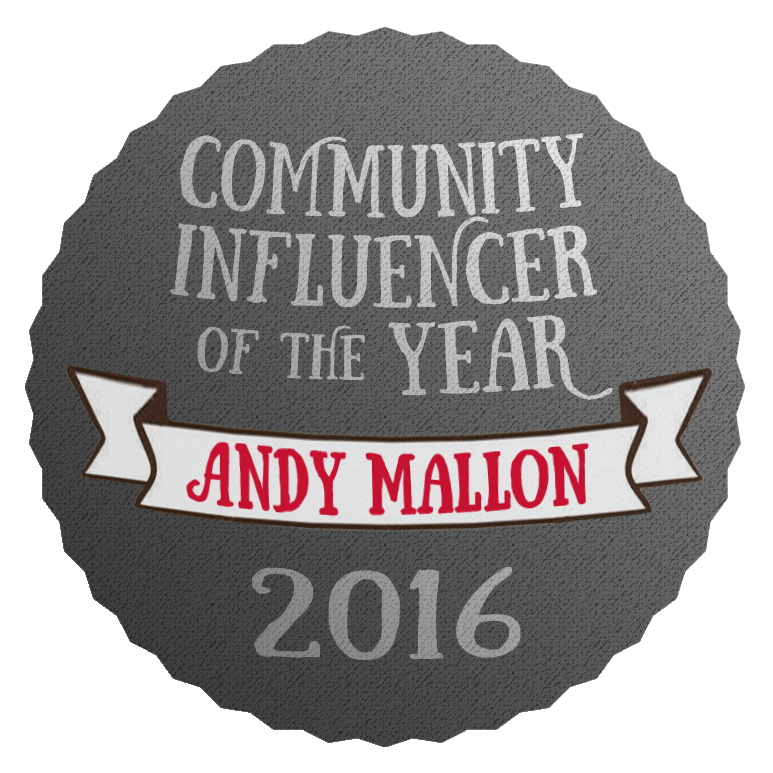 COMMUNITY
INFLUENCER
OF THE YEAR
ANDY MALLON
2016